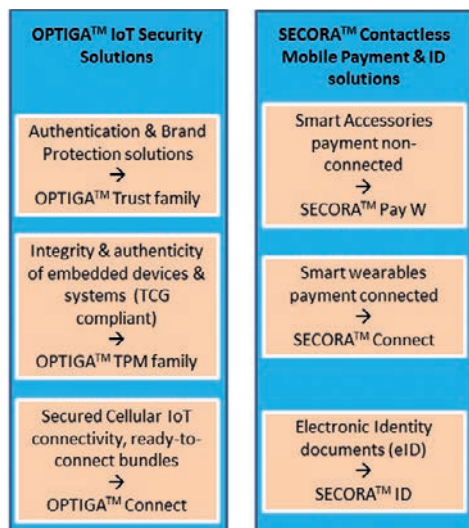 OPTIGA™ IoT Security
Solutions
Authentication & Brand
Protection solutions
→
OPTIGA™ Trust family
Integrity & authenticity
of embedded devices &
systems (TCG
compliant)
→
OPTIGA™ TPM family
Secured Cellular IoT
connectivity, ready-to-
connect bundles
→
OPTIGA™ Connect
SECORA™ Contactless
Mobile Payment & ID
solutions
Smart Accessories
payment non-
connected
→
SECORA™ Pay W
Smart wearables
payment connected
→
SECORA™ Connect
Electronic Identity
documents (eID)
→
SECORA™ ID